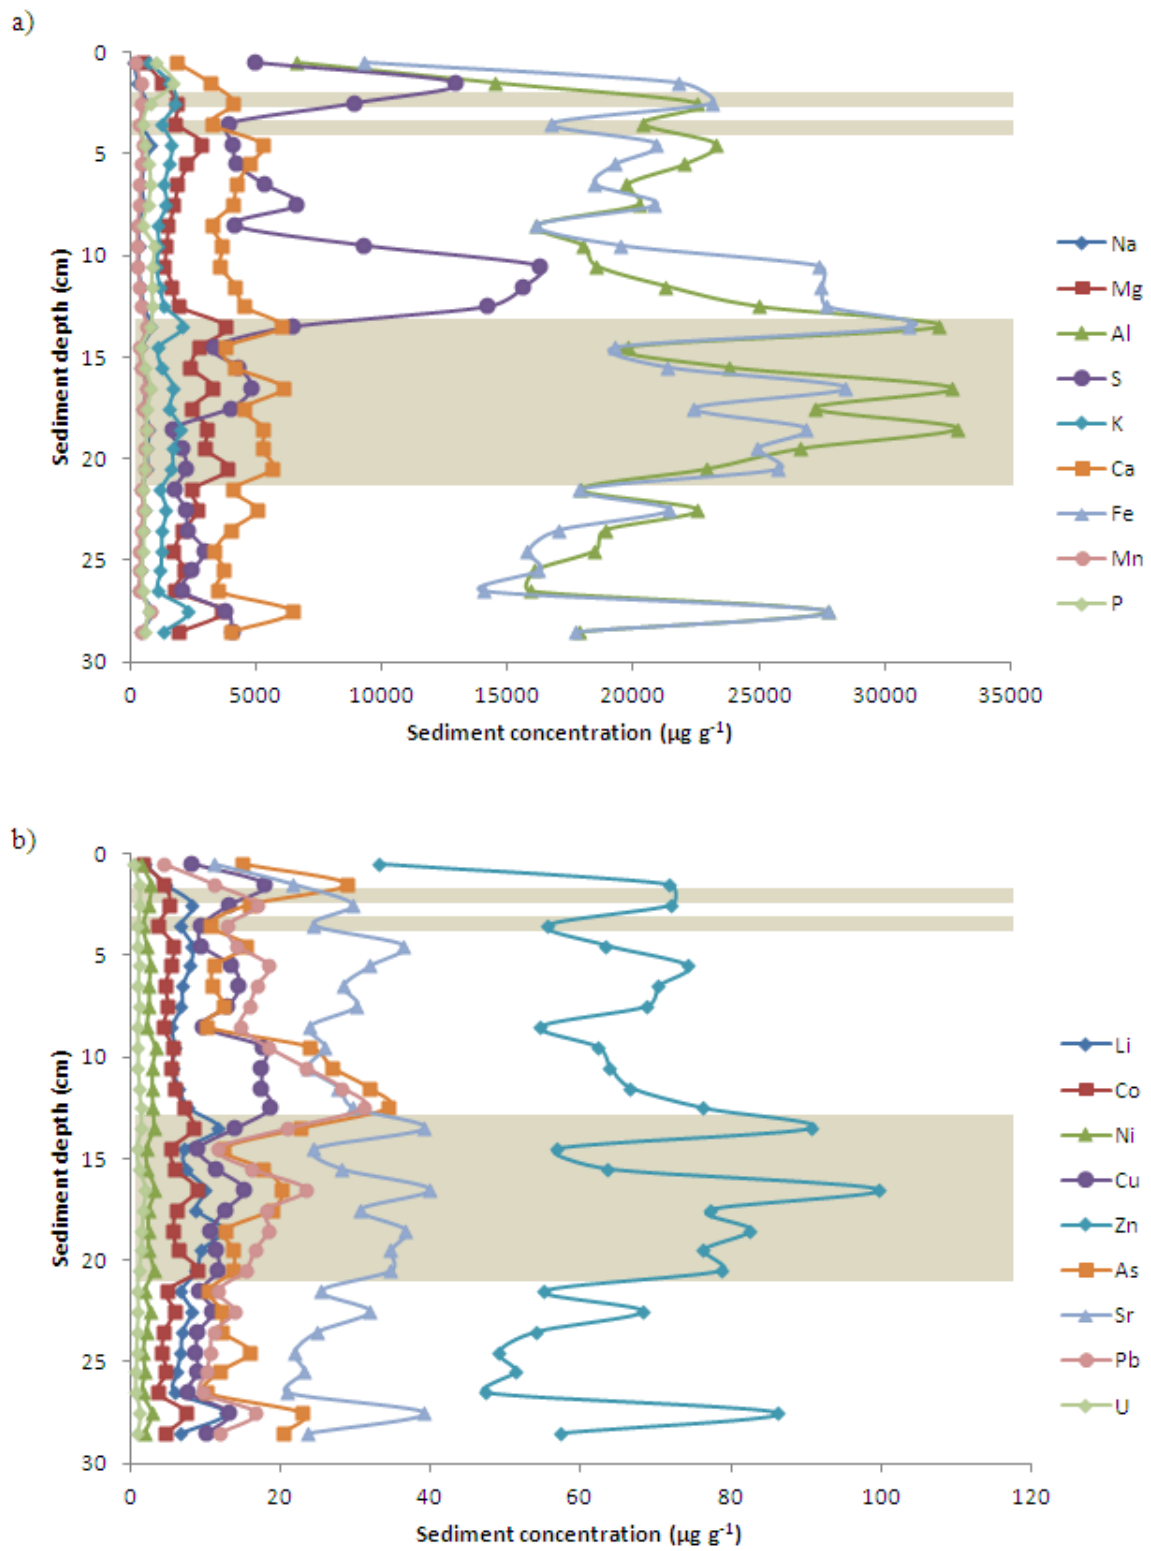 a)
0
5
10
15
20
25
30
Sediment depth (cm)
0 5000 10000 15000 20000 25000 30000 35000
Sediment concentration (µg g⁻¹)
Na
Mg
Al
S
K
Ca
Fe
Mn
P
b)
0
5
10
15
20
25
30
Sediment depth (cm)
0 20 40 60 80 100 120
Sediment concentration (µg g⁻¹)
Li
Co
Ni
Cu
Zn
As
Sr
Pb
U